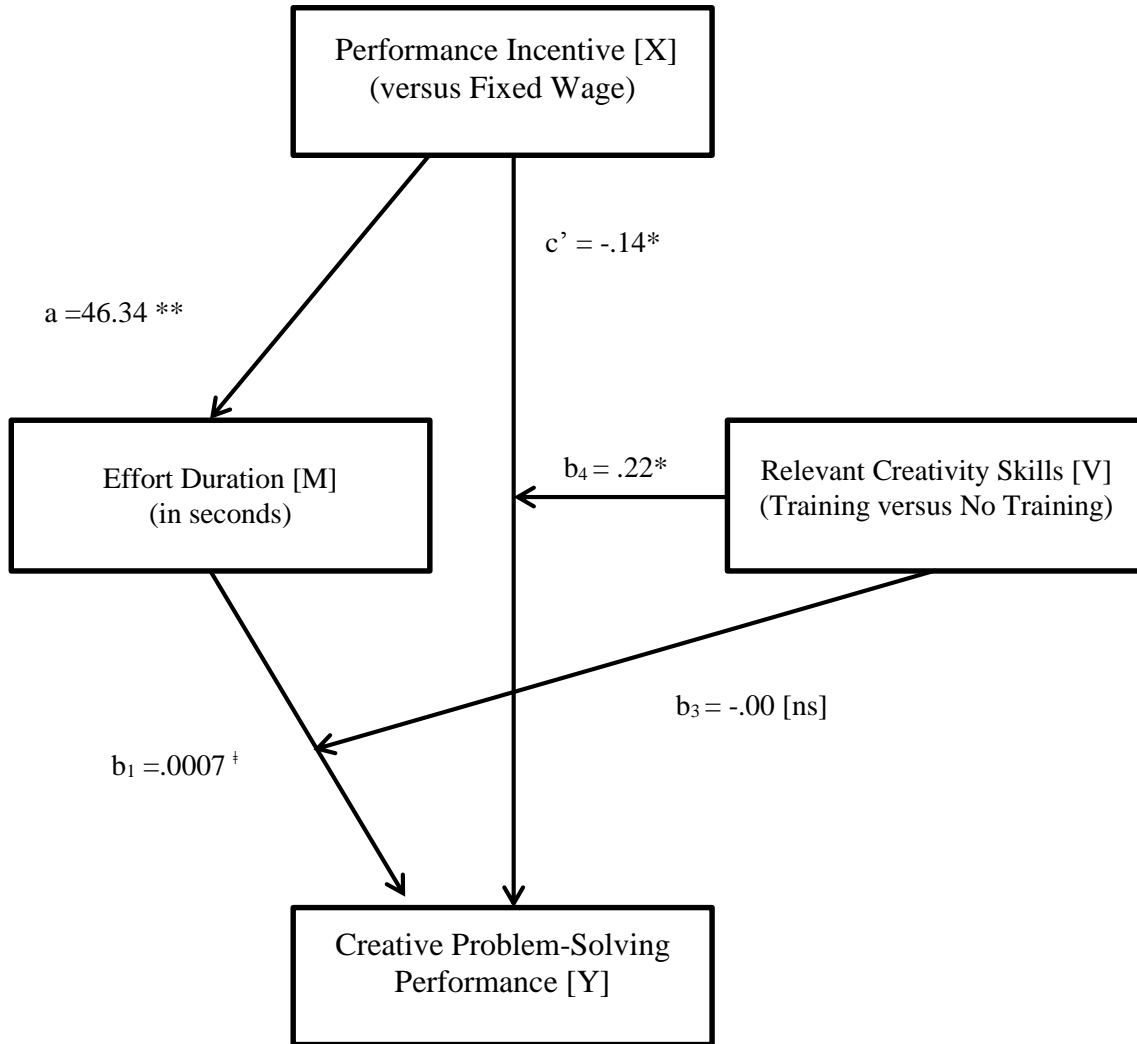 Performance Incentive [X]
(versus Fixed Wage)
c’ = -.14*
a =46.34 **
Effort Duration [M]
(in seconds)
b₄ = .22*
Relevant Creativity Skills [V]
(Training versus No Training)
b₃ = -.00 [ns]
b₁ =.0007 ǂ
Creative Problem-Solving
Performance [Y]